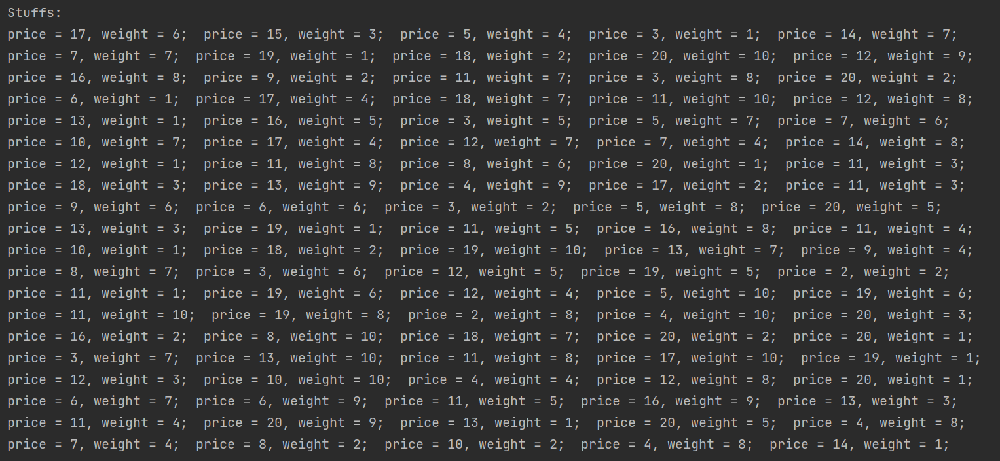 Stuffs:
price = 17, weight = 6;  price = 15, weight = 3;  price = 5, weight = 4;  price = 3, weight = 1;  price = 14, weight = 7;
price = 7, weight = 7;  price = 19, weight = 1;  price = 18, weight = 2;  price = 20, weight = 10;  price = 12, weight = 9;
price = 16, weight = 8;  price = 9, weight = 2;  price = 11, weight = 7;  price = 3, weight = 8;  price = 20, weight = 2;
price = 6, weight = 1;  price = 17, weight = 4;  price = 18, weight = 7;  price = 11, weight = 10;  price = 12, weight = 8;
price = 13, weight = 1;  price = 16, weight = 5;  price = 3, weight = 5;  price = 5, weight = 7;  price = 7, weight = 6;
price = 10, weight = 7;  price = 17, weight = 4;  price = 12, weight = 7;  price = 7, weight = 4;  price = 14, weight = 8;
price = 12, weight = 1;  price = 11, weight = 8;  price = 8, weight = 6;  price = 20, weight = 1;  price = 11, weight = 3;
price = 18, weight = 3;  price = 13, weight = 9;  price = 4, weight = 9;  price = 17, weight = 2;  price = 11, weight = 3;
price = 9, weight = 6;  price = 6, weight = 6;  price = 3, weight = 2;  price = 5, weight = 8;  price = 20, weight = 5;
price = 13, weight = 3;  price = 19, weight = 1;  price = 11, weight = 5;  price = 16, weight = 8;  price = 11, weight = 4;
price = 10, weight = 1;  price = 18, weight = 2;  price = 19, weight = 10;  price = 13, weight = 7;  price = 9, weight = 4;
price = 8, weight = 7;  price = 3, weight = 6;  price = 12, weight = 5;  price = 19, weight = 5;  price = 2, weight = 2;
price = 11, weight = 1;  price = 19, weight = 6;  price = 12, weight = 4;  price = 5, weight = 10;  price = 19, weight = 6;
price = 11, weight = 10;  price = 19, weight = 8;  price = 2, weight = 8;  price = 4, weight = 10;  price = 20, weight = 3;
price = 16, weight = 2;  price = 8, weight = 10;  price = 18, weight = 7;  price = 20, weight = 2;  price = 20, weight = 1;
price = 3, weight = 7;  price = 13, weight = 10;  price = 11, weight = 8;  price = 17, weight = 10;  price = 19, weight = 1;
price = 12, weight = 3;  price = 10, weight = 10;  price = 4, weight = 4;  price = 12, weight = 8;  price = 20, weight = 1;
price = 6, weight = 7;  price = 6, weight = 9;  price = 11, weight = 5;  price = 16, weight = 9;  price = 13, weight = 3;
price = 11, weight = 4;  price = 20, weight = 9;  price = 13, weight = 1;  price = 20, weight = 5;  price = 4, weight = 8;
price = 7, weight = 4;  price = 8, weight = 2;  price = 10, weight = 2;  price = 4, weight = 8;  price = 14, weight = 1;